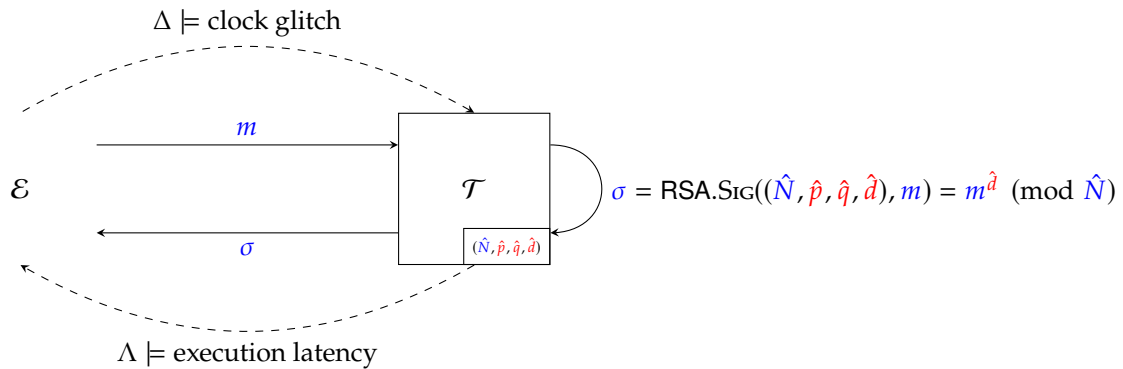 Δ |= clock glitch
m
ℰ
𝒯
σ = RSA.SIG((N̂, p̂, q̂, d̂), m) = m^d̂ (mod N̂)
σ
(N̂, p̂, q̂, d̂)
Λ |= execution latency